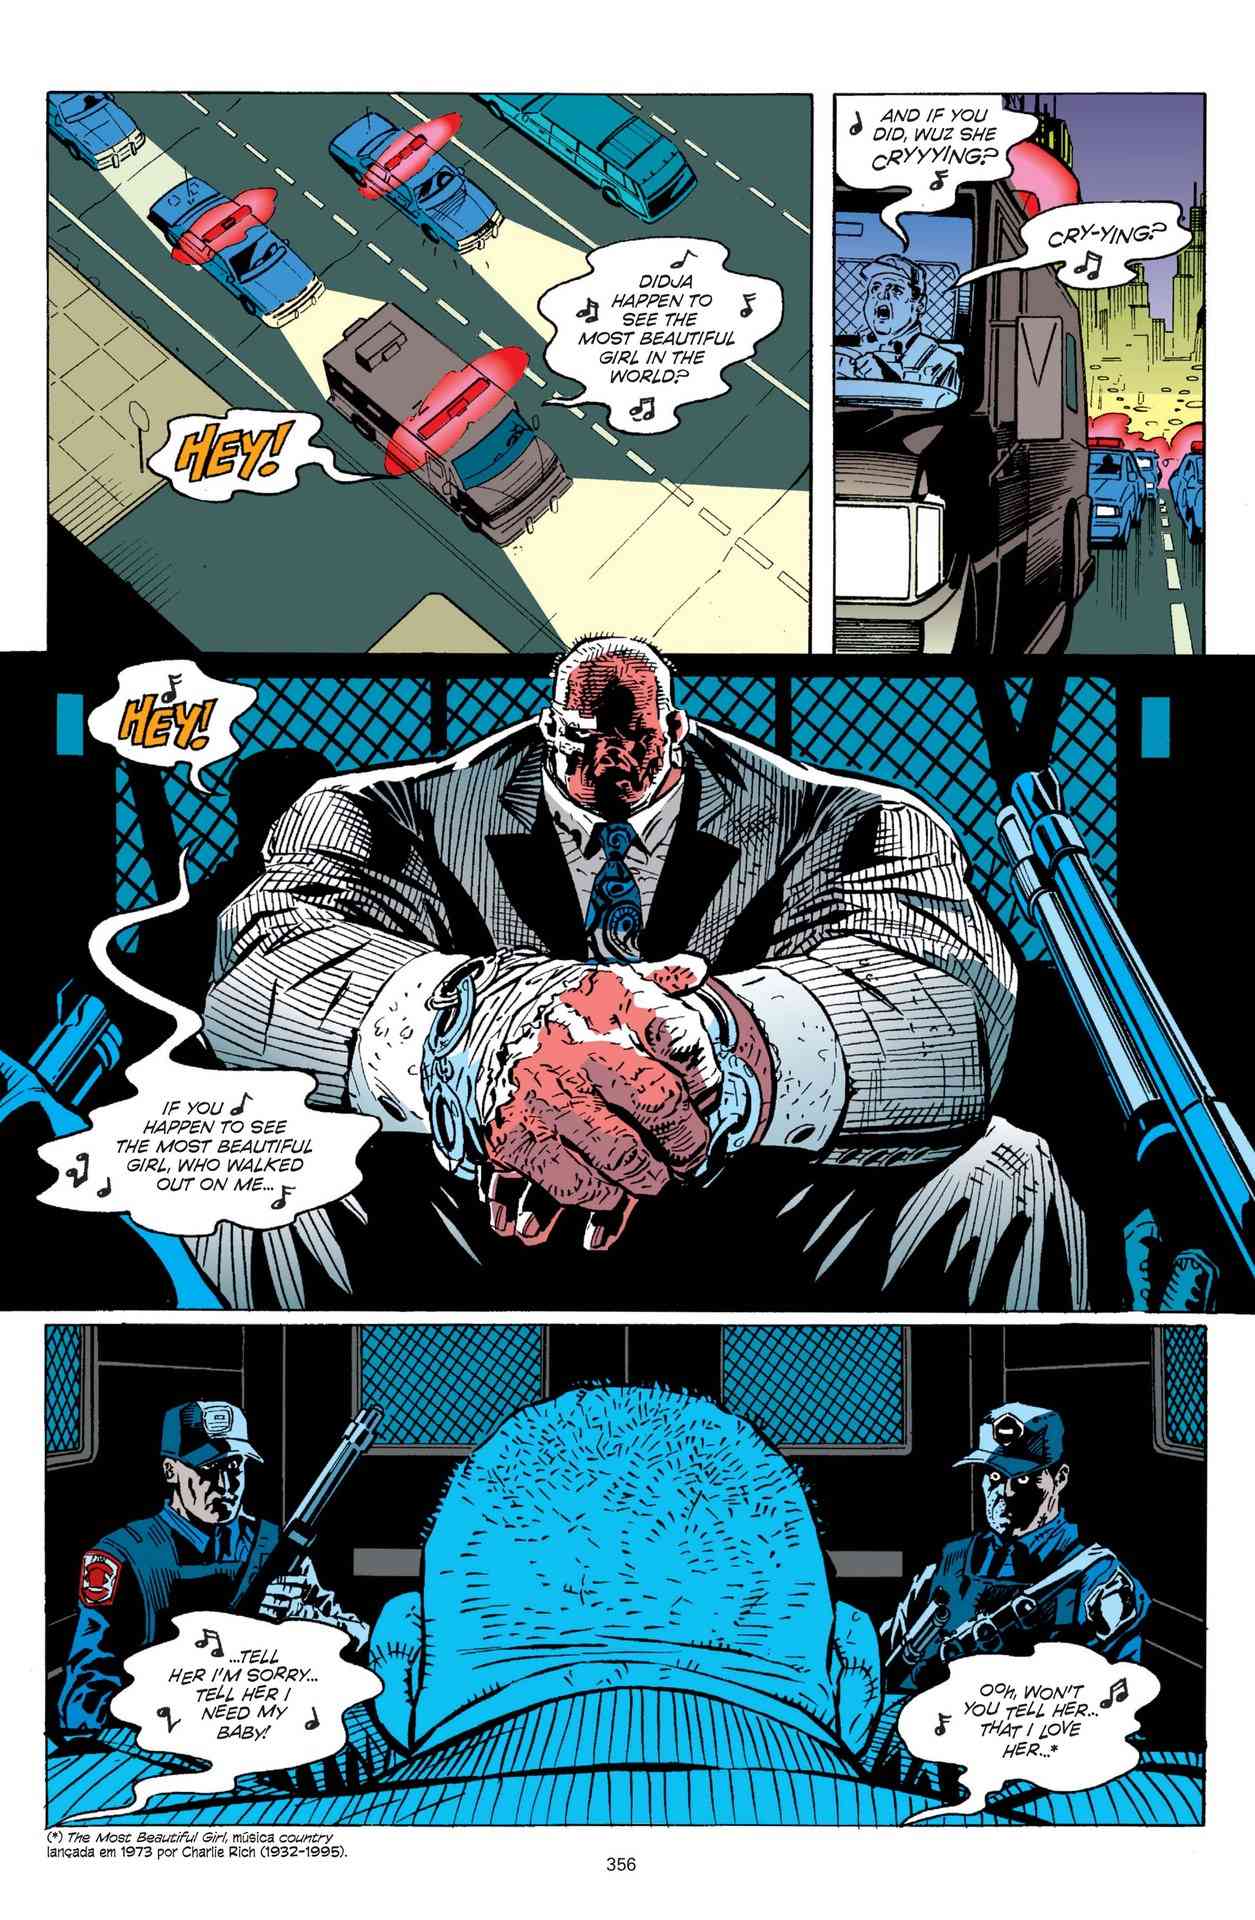 HEY!
DIDJA
HAPPEN TO
SEE THE
MOST BEAUTIFUL
GIRL IN THE
WORLD?
AND IF YOU
DID, WUZ SHE
CRYYYING?
CRY-YING?
HEY!
IF YOU
HAPPEN TO SEE
THE MOST BEAUTIFUL
GIRL, WHO WALKED
OUT ON ME...
...TELL
HER I'M SORRY...
TELL HER I
NEED MY
BABY!
OOh, WON'T
YOU TELL HER...
THAT I LOVE
HER...*
(*) The Most Beautiful Girl, música country
lançada em 1973 por Charlie Rich (1932-1995).
356